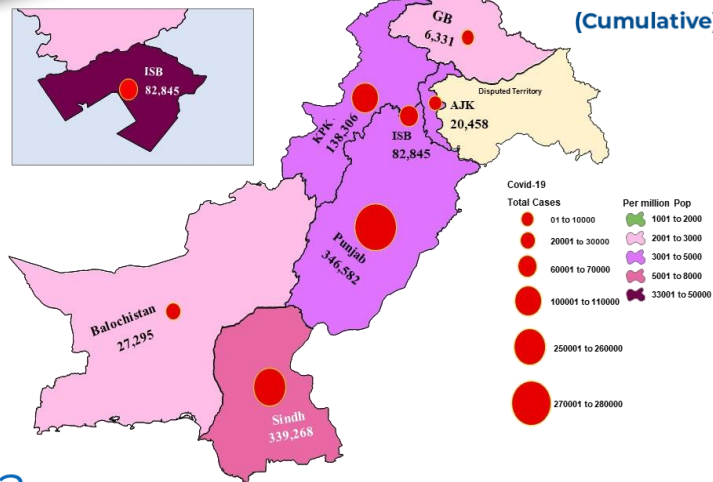 (Cumulative)
ISB
82,845
GB
6,331
Disputed Territory
AJK
20,458
KPK
138,306
ISB
82,845
Punjab
346,582
Balochistan
27,295
Sindh
339,268
Covid-19
Total Cases
01 to 10000
20001 to 30000
60001 to 70000
100001 to 110000
250001 to 260000
270001 to 280000
Per million Pop
1001 to 2000
2001 to 3000
3001 to 5000
5001 to 8000
33001 to 50000